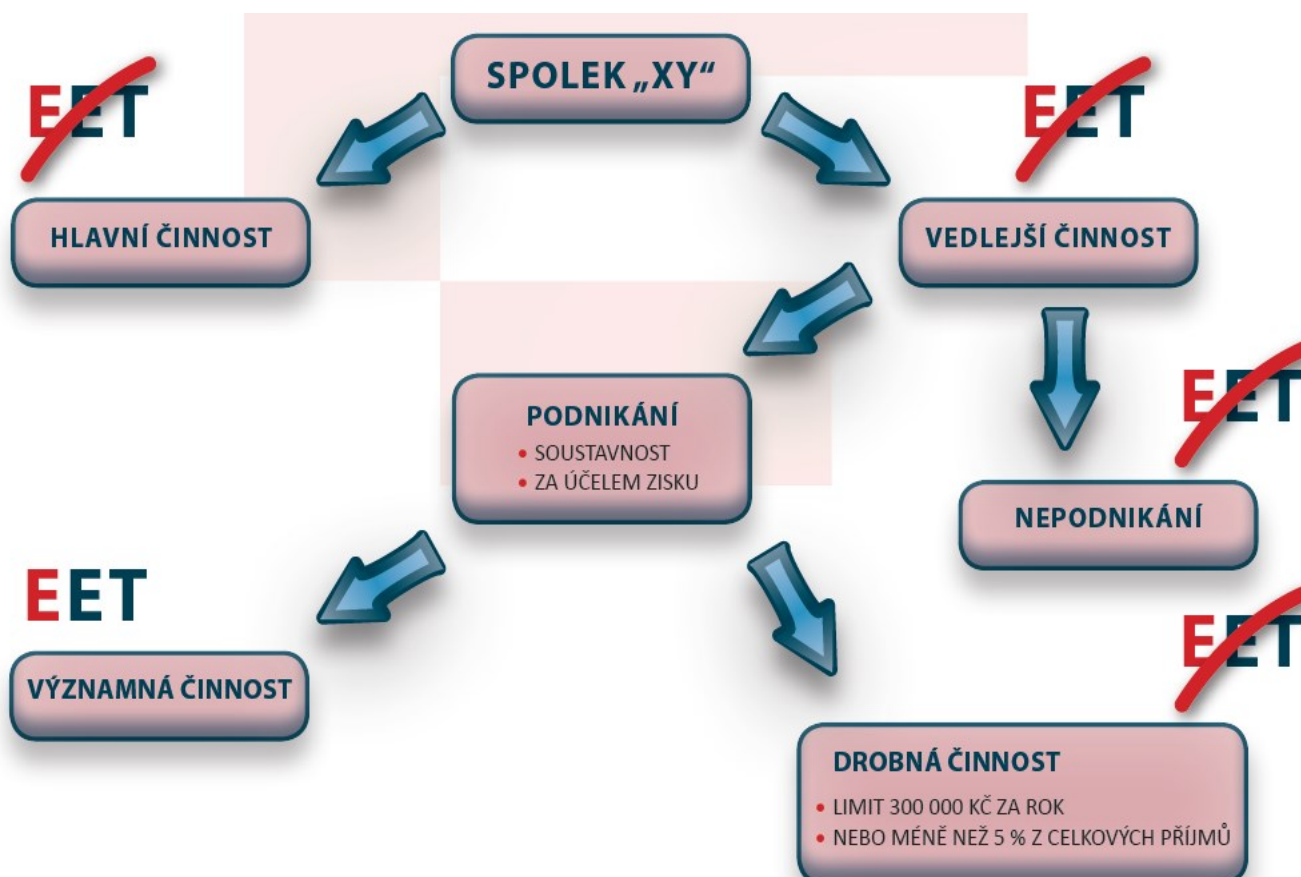 SPOLEK „XY“
EET
EET
HLAVNÍ ČINNOST
VEDLEJŠÍ ČINNOST
PODNIKÁNÍ
• SOUSTAVNOST
• ZA ÚČELEM ZISKU
EET
NEPODNIKÁNÍ
EET
VÝZNAMNÁ ČINNOST
EET
DROBNÁ ČINNOST
• LIMIT 300 000 KČ ZA ROK
• NEBO MÉNĚ NEŽ 5 % Z CELKOVÝCH PŘÍJMŮ